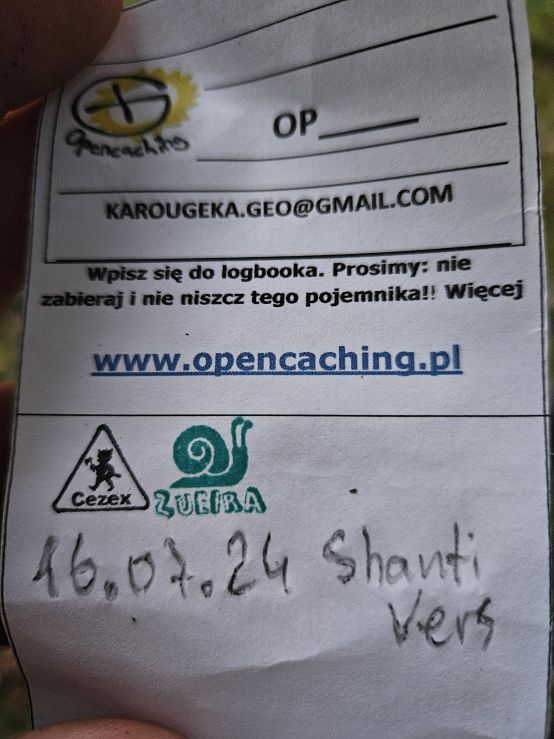 opencaching
OP____
KAROUGEKA.GEO@GMAIL.COM
Wpisz się do logbooka. Prosimy: nie
zabieraj i nie niszcz tego pojemnika!! Więcej
www.opencaching.pl
Cezex
ZUEIRA
16.07.24 Shanti
Vers